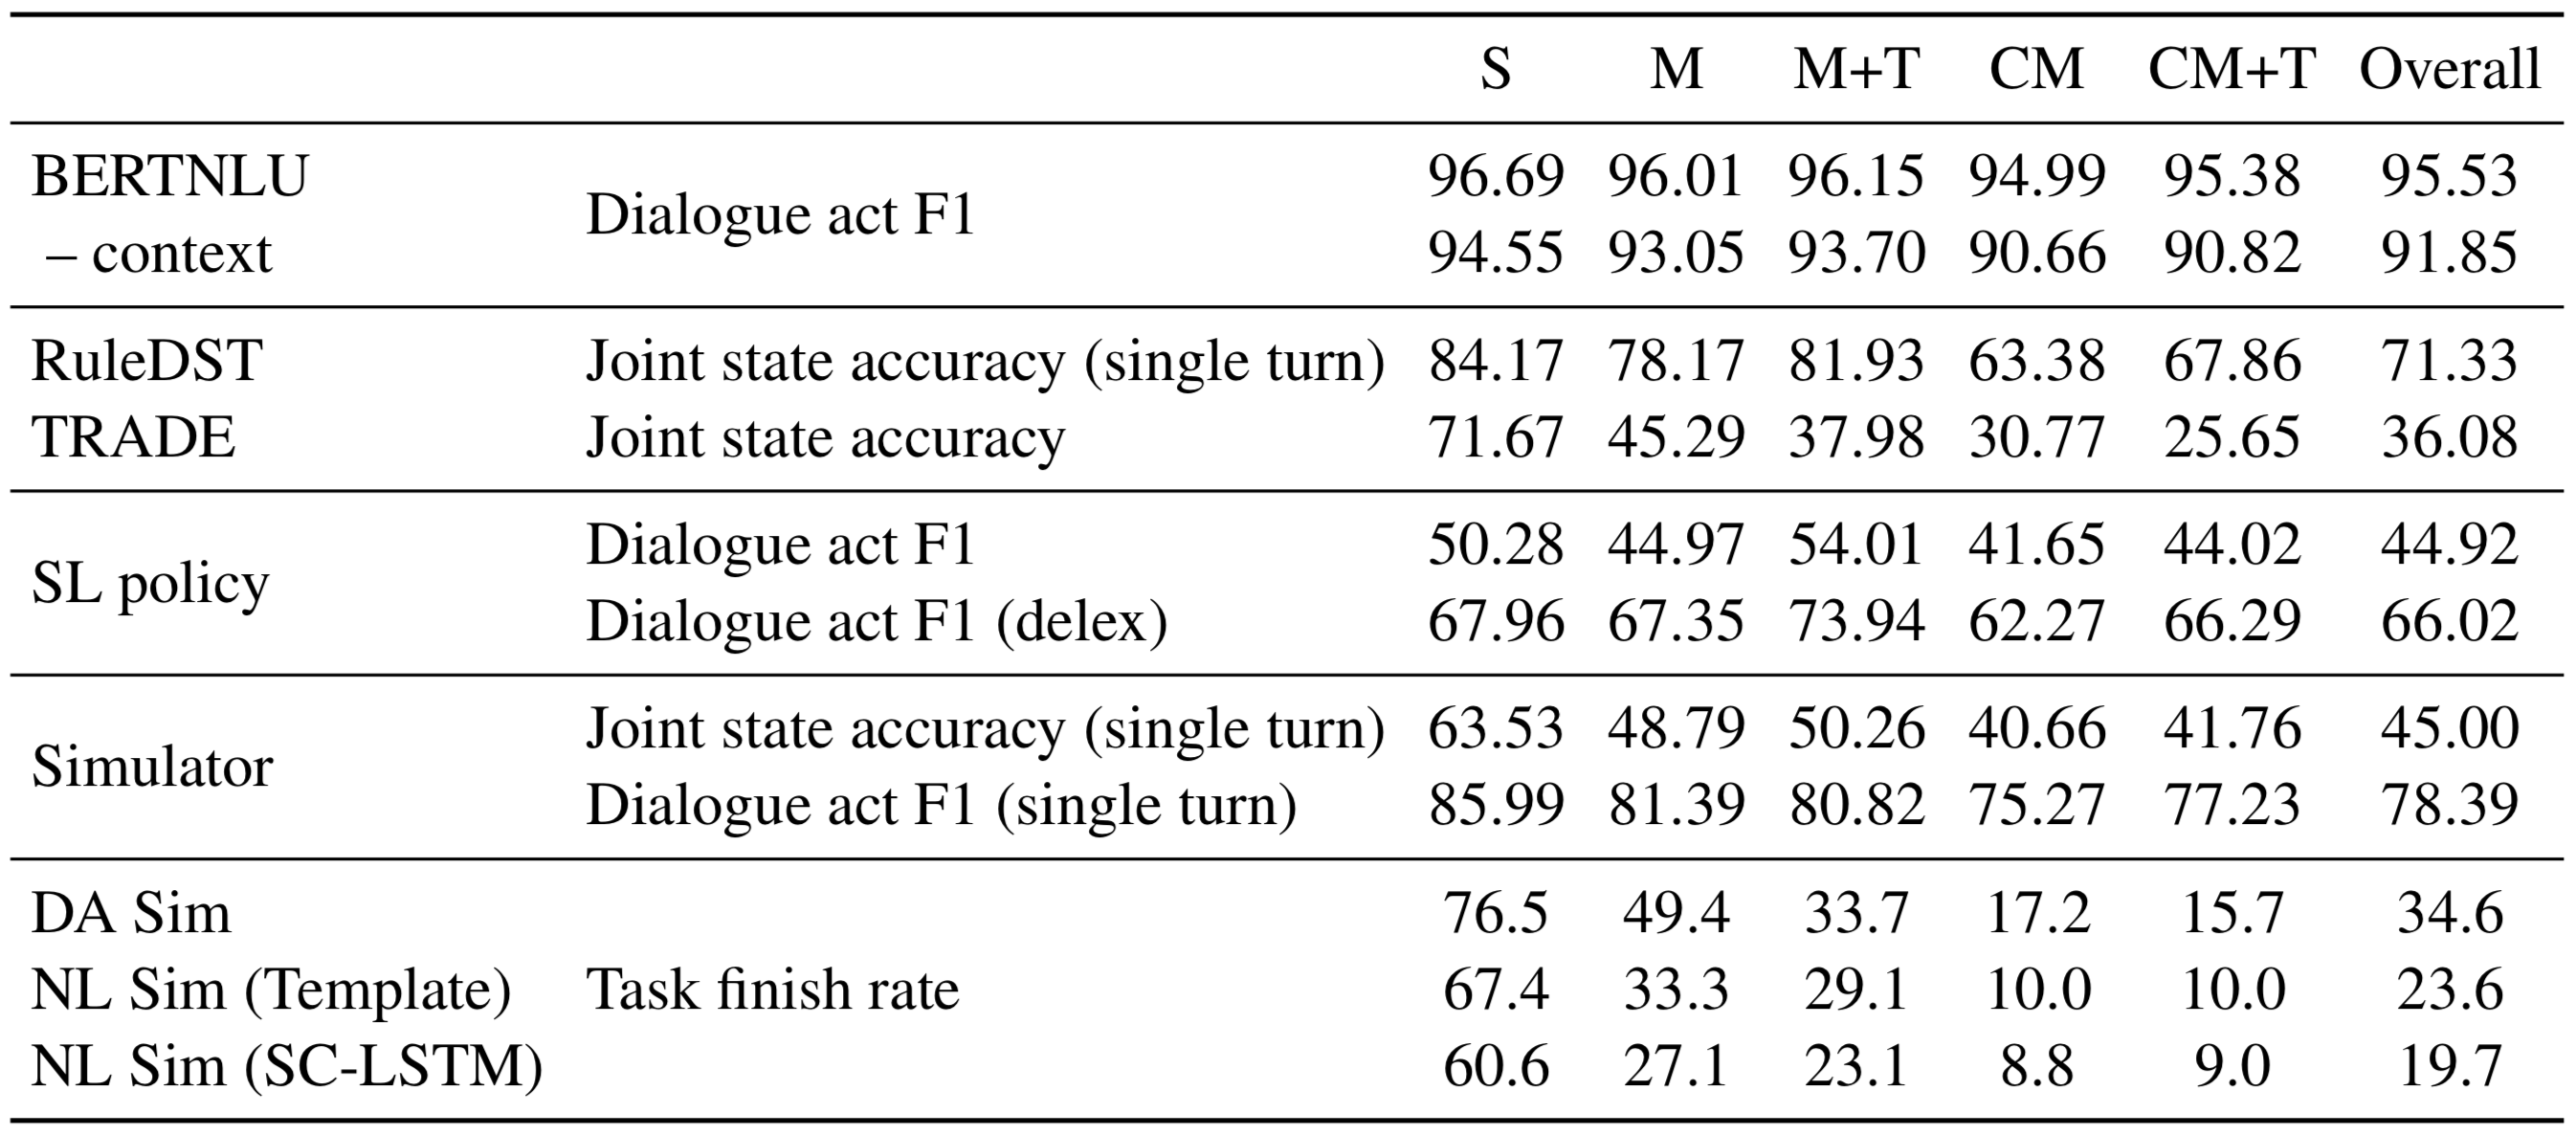 S M M+T CM CM+T Overall
BERTNLU Dialogue act F1 96.69 96.01 96.15 94.99 95.38 95.53
– context 94.55 93.05 93.70 90.66 90.82 91.85
RuleDST Joint state accuracy (single turn) 84.17 78.17 81.93 63.38 67.86 71.33
TRADE Joint state accuracy 71.67 45.29 37.98 30.77 25.65 36.08
SL policy Dialogue act F1 50.28 44.97 54.01 41.65 44.02 44.92
Dialogue act F1 (delex) 67.96 67.35 73.94 62.27 66.29 66.02
Simulator Joint state accuracy (single turn) 63.53 48.79 50.26 40.66 41.76 45.00
Dialogue act F1 (single turn) 85.99 81.39 80.82 75.27 77.23 78.39
DA Sim 76.5 49.4 33.7 17.2 15.7 34.6
NL Sim (Template) Task finish rate 67.4 33.3 29.1 10.0 10.0 23.6
NL Sim (SC-LSTM) 60.6 27.1 23.1 8.8 9.0 19.7